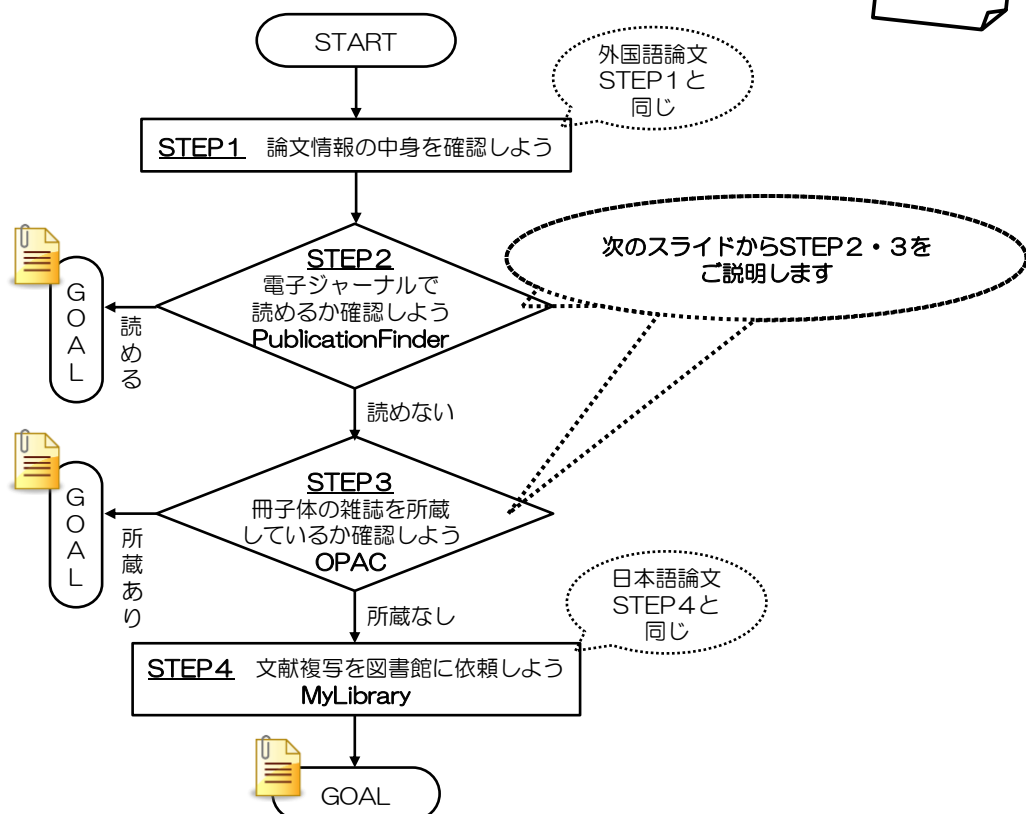 START
外国語論文
STEP1と
同じ
STEP1 論文情報の中身を確認しよう
次のスライドからSTEP2・3を
ご説明します
STEP2
電子ジャーナルで
読めるか確認しよう
PublicationFinder
GOAL
読める
読めない
STEP3
冊子体の雑誌を所蔵
しているか確認しよう
OPAC
GOAL
所蔵あり
所蔵なし
日本語論文
STEP4と
同じ
STEP4 文献複写を図書館に依頼しよう
MyLibrary
GOAL